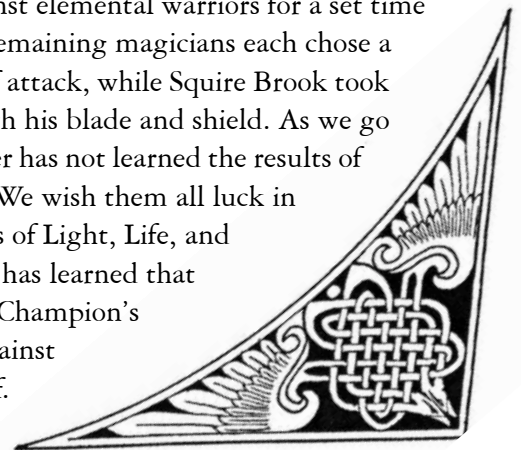 nst elemental warriors for a set time
emaining magicians each chose a
f attack, while Squire Brook took
h his blade and shield. As we go
er has not learned the results of
We wish them all luck in
s of Light, Life, and
has learned that
Champion's
ainst
f.